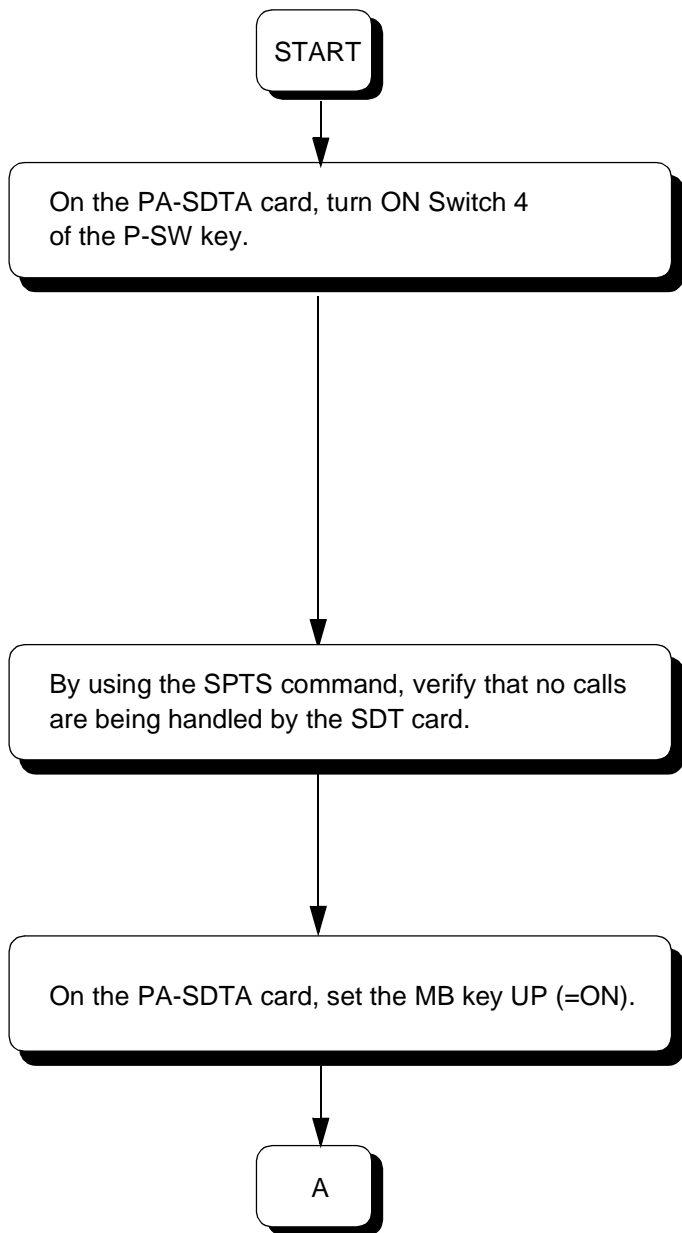 START
On the PA-SDTA card, turn ON Switch 4
of the P-SW key.
By using the SPTS command, verify that no calls
are being handled by the SDT card.
On the PA-SDTA card, set the MB key UP (=ON).
A